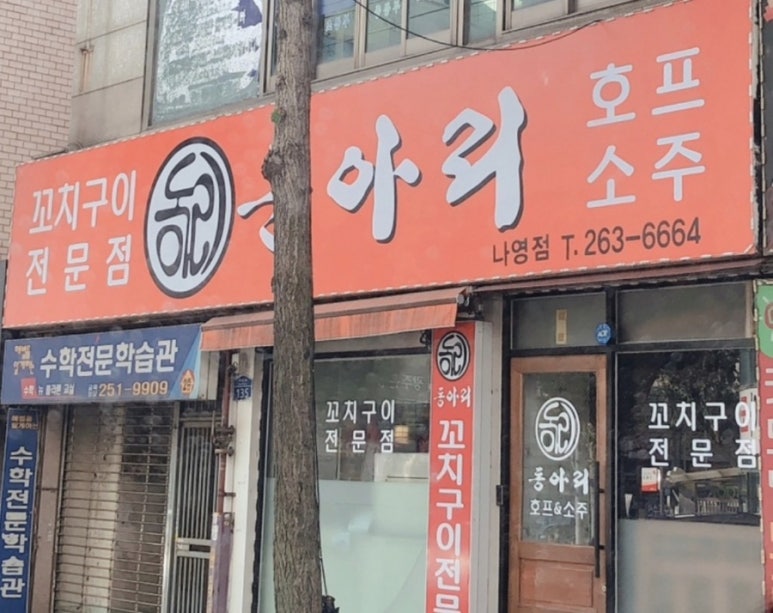 꼬치구이
전문점
아리
호프
소주
나영점 T. 263-6664
수학전문학습관
수학
251-9909
135
동아리
꼬치구이전문
꼬치구이
전문점
동아리
호프&소주
꼬치구이
전문점
수학전문학습관